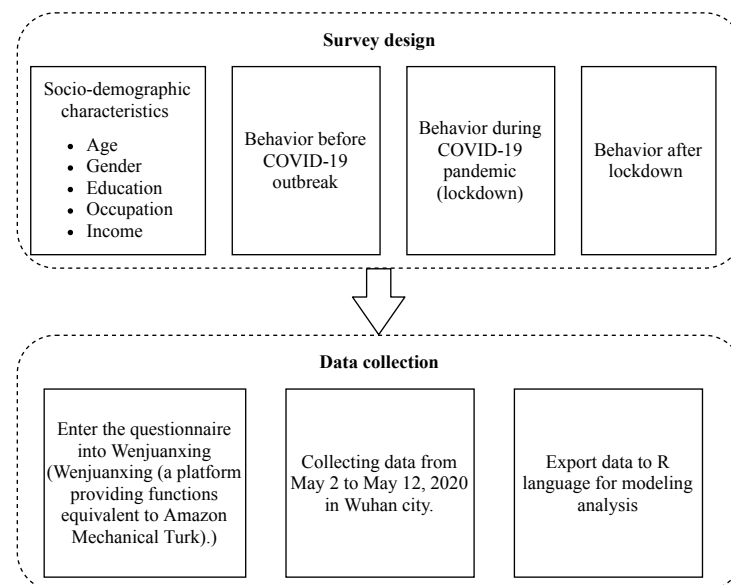 Survey design
Socio-demographic
characteristics
• Age
• Gender
• Education
• Occupation
• Income
Behavior before
COVID-19
outbreak
Behavior during
COVID-19
pandemic
(lockdown)
Behavior after
lockdown
Data collection
Enter the questionnaire
into Wenjuanxing
(Wenjuanxing (a platform
providing functions
equivalent to Amazon
Mechanical Turk).)
Collecting data from
May 2 to May 12, 2020
in Wuhan city.
Export data to R
language for modeling
analysis